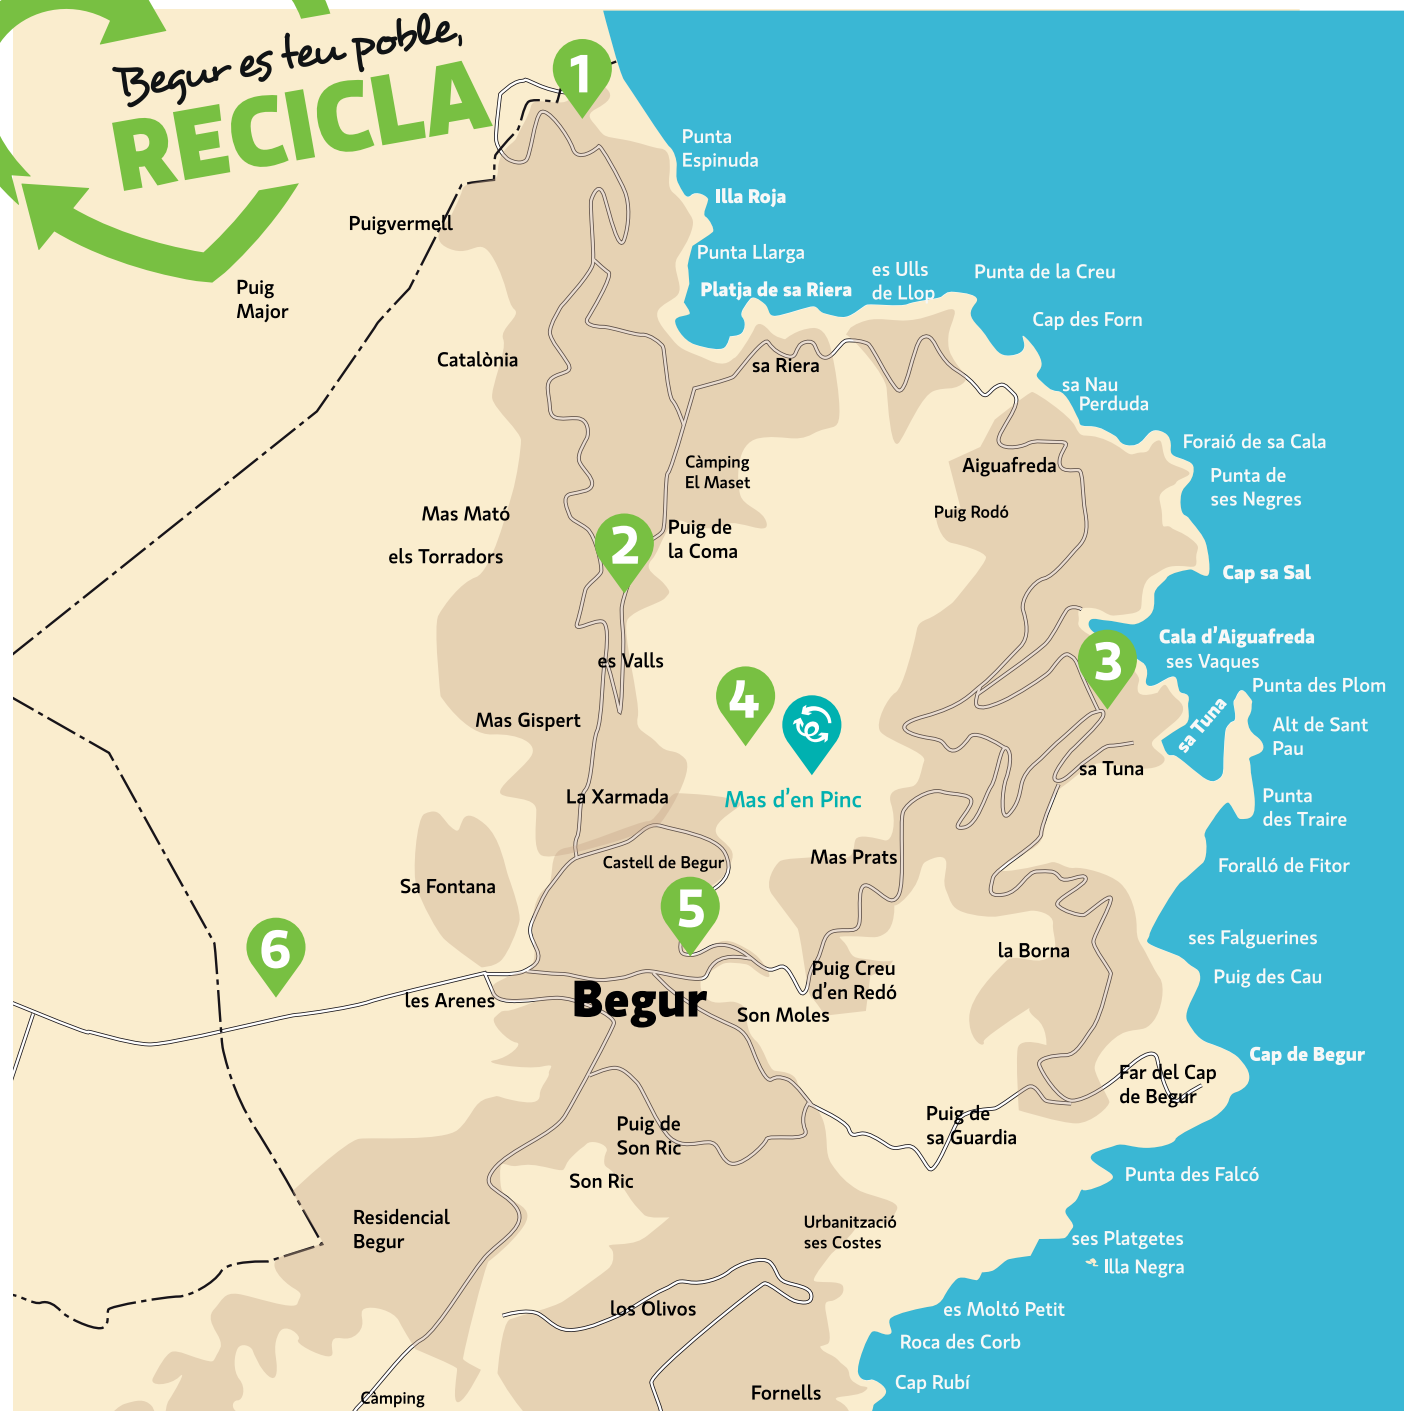 Begur es teu poble,
RECICLA
1
Punta
Espinuda
Illa Roja
Puigvermell
Punta Llarga
es Ulls
de Llop
Punta de la Creu
Puig
Major
Platja de sa Riera
Cap des Forn
Catalònia
sa Riera
sa Nau
Perduda
Foraió de sa Cala
Càmping
El Maset
Aiguafreda
Punta de
ses Negres
Mas Mató
Puig Rodó
2
Puig de
la Coma
els Torradors
Cap sa Sal
Cala d'Aiguafreda
3
ses Vaques
es Valls
Punta des Plom
4
sa Tuna
Mas Gispert
Alt de Sant
Pau
sa Tuna
La Xarmada
Mas d'en Pinc
Punta
des Traire
Castell de Begur
Mas Prats
Foralló de Fitor
Sa Fontana
5
6
ses Falguerines
la Borna
Puig Creu
d'en Redó
Puig des Cau
les Arenes
Begur
Son Moles
Cap de Begur
Far del Cap
de Begur
Puig de
Son Ric
Puig de
sa Guardia
Son Ric
Punta des Falcó
Residencial
Begur
Urbanització
ses Costes
ses Platgetes
Illa Negra
los Olivos
es Moltó Petit
Roca des Corb
Cap Rubí
Càmping
Fornells